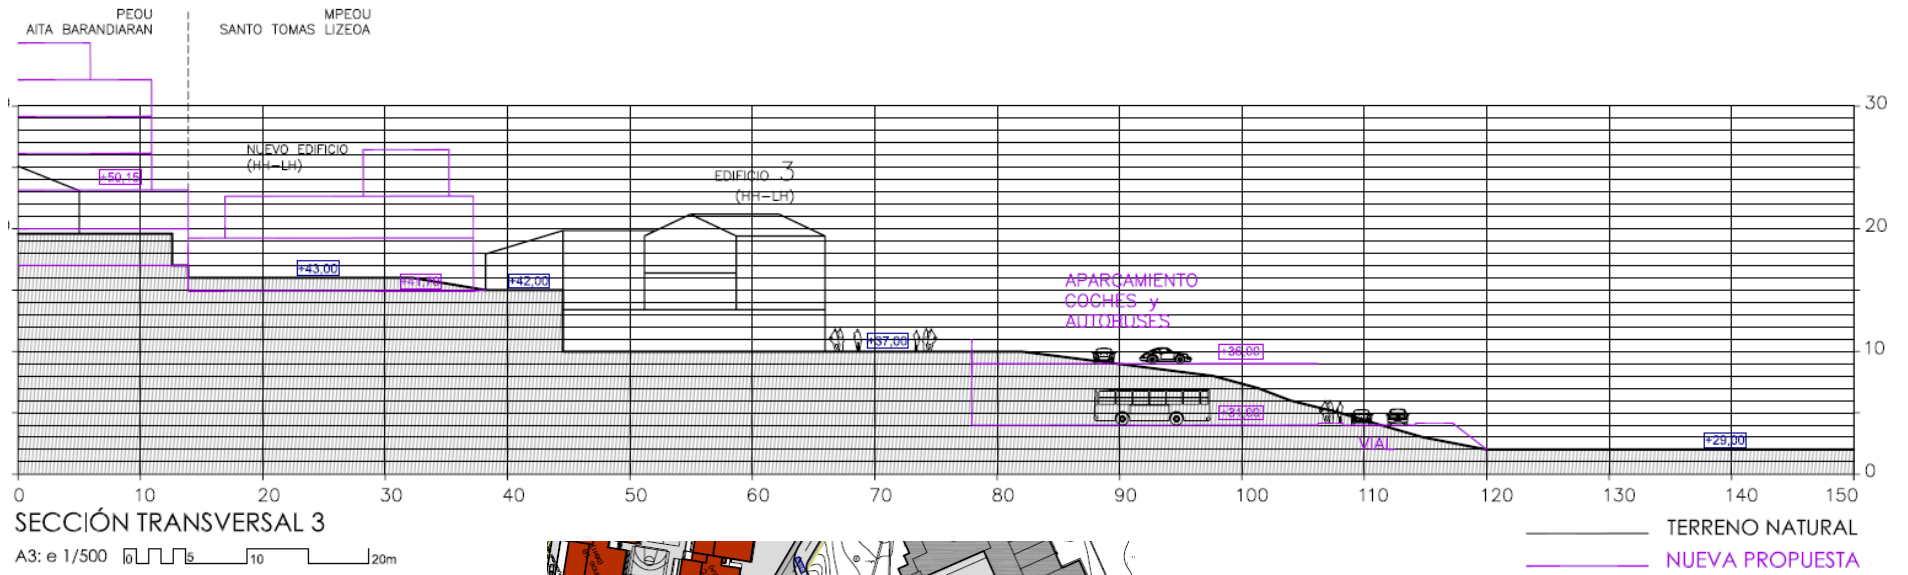 PEOU
AITA BARANDIARAN
MPEOU
SANTO TOMAS LIZEOA
30
NUEVO EDIFICIO
(HH-LH)
+50,15
EDIFICIO 3
(HH-LH)
20
+43,00
+41,70
+42,00
APARCAMIENTO
COCHES y
AUTOBUSES
+37,00
+36,00
10
+31,00
VIAL
+29,00
0
0 10 20 30 40 50 60 70 80 90 100 110 120 130 140 150
SECCIÓN TRANSVERSAL 3
TERRENO NATURAL
A3: e 1/500 0 5 10 20m
NUEVA PROPUESTA